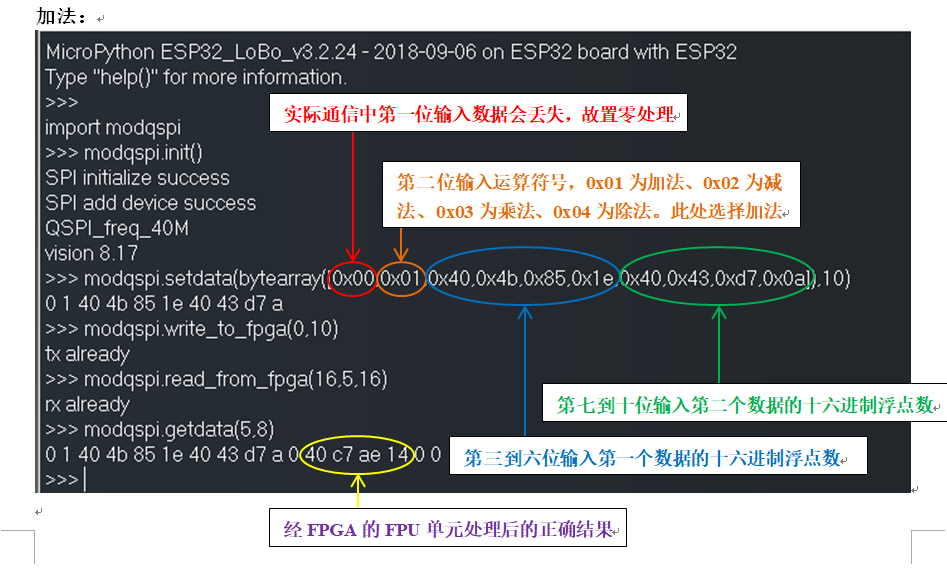 加法：
MicroPython ESP32_LoBo_v3.2.24 - 2018-09-06 on ESP32 board with ESP32
Type "help()" for more information.
>>>
实际通信中第一位输入数据会丢失，故置零处理
import modqspi
>>> modqspi.init()
SPI initialize success
第二位输入运算符号，0x01 为加法、0x02 为减
法、0x03 为乘法、0x04 为除法。此处选择加法
SPI add device success
QSPI_freq_40M
vision 8.17
>>> modqspi.setdata(bytearray([0x00,0x01,0x40,0x4b,0x85,0x1e,0x40,0x43,0xd7,0x0a]),10)
0 1 40 4b 85 1e 40 43 d7 a
>>> modqspi.write_to_fpga(0,10)
tx already
>>> modqspi.read_from_fpga(16,5,16)
rx already
第七到十位输入第二个数据的十六进制浮点数
>>> modqspi.getdata(5,8)
0 1 40 4b 85 1e 40 43 d7 a 0 40 c7 ae 14 0 0
第三到六位输入第一个数据的十六进制浮点数
>>>
经 FPGA 的 FPU 单元处理后的正确结果